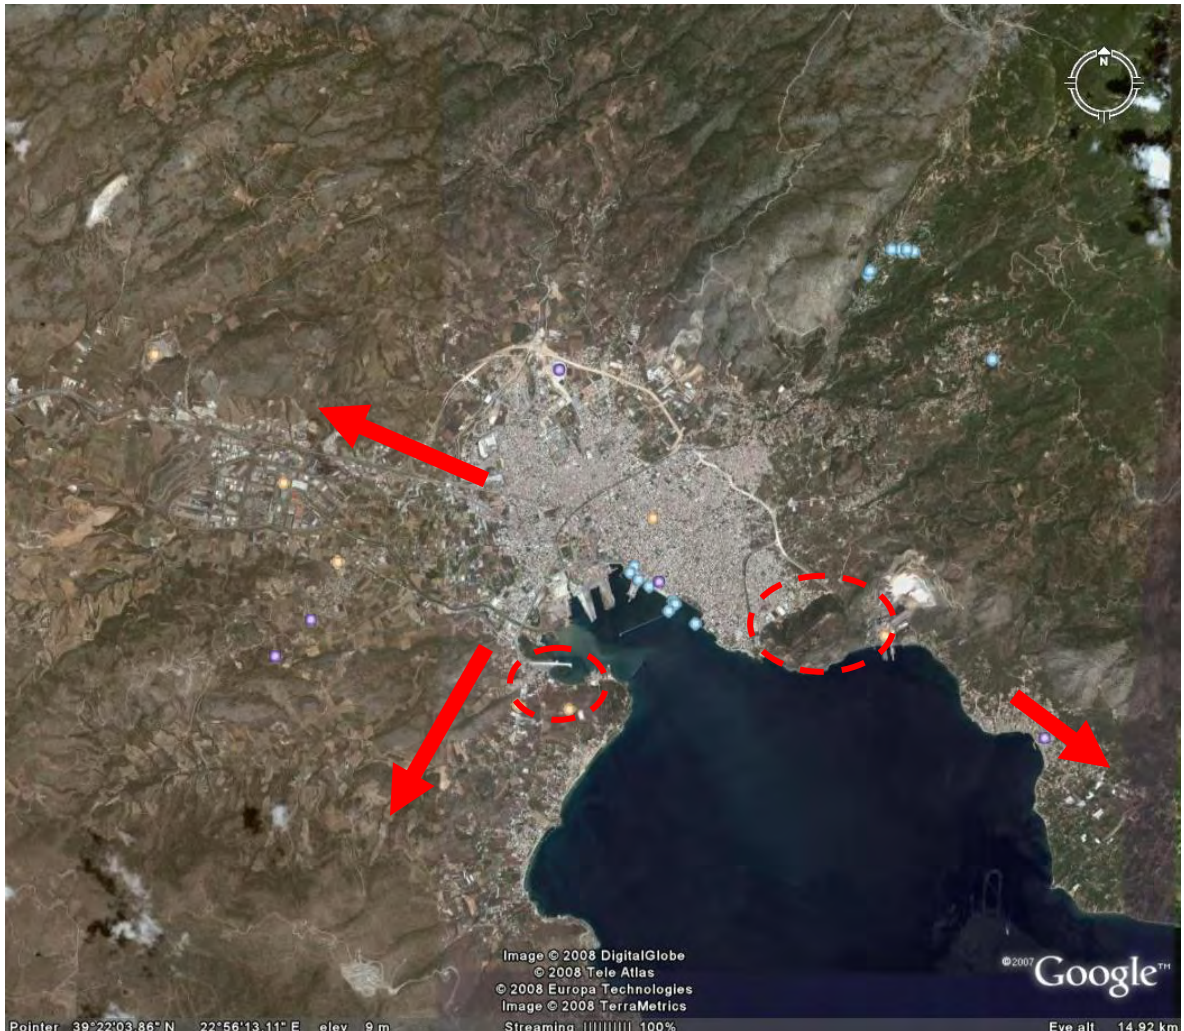 N
Image © 2008 DigitalGlobe
© 2008 Tele Atlas
© 2008 Europa Technologies
Image © 2008 TerraMetrics
©2007 Google™
Pointer 39°22'03.86" N 22°56'13.11" E elev 9 m Streaming |||||||||| 100% Eye alt 14.92 km